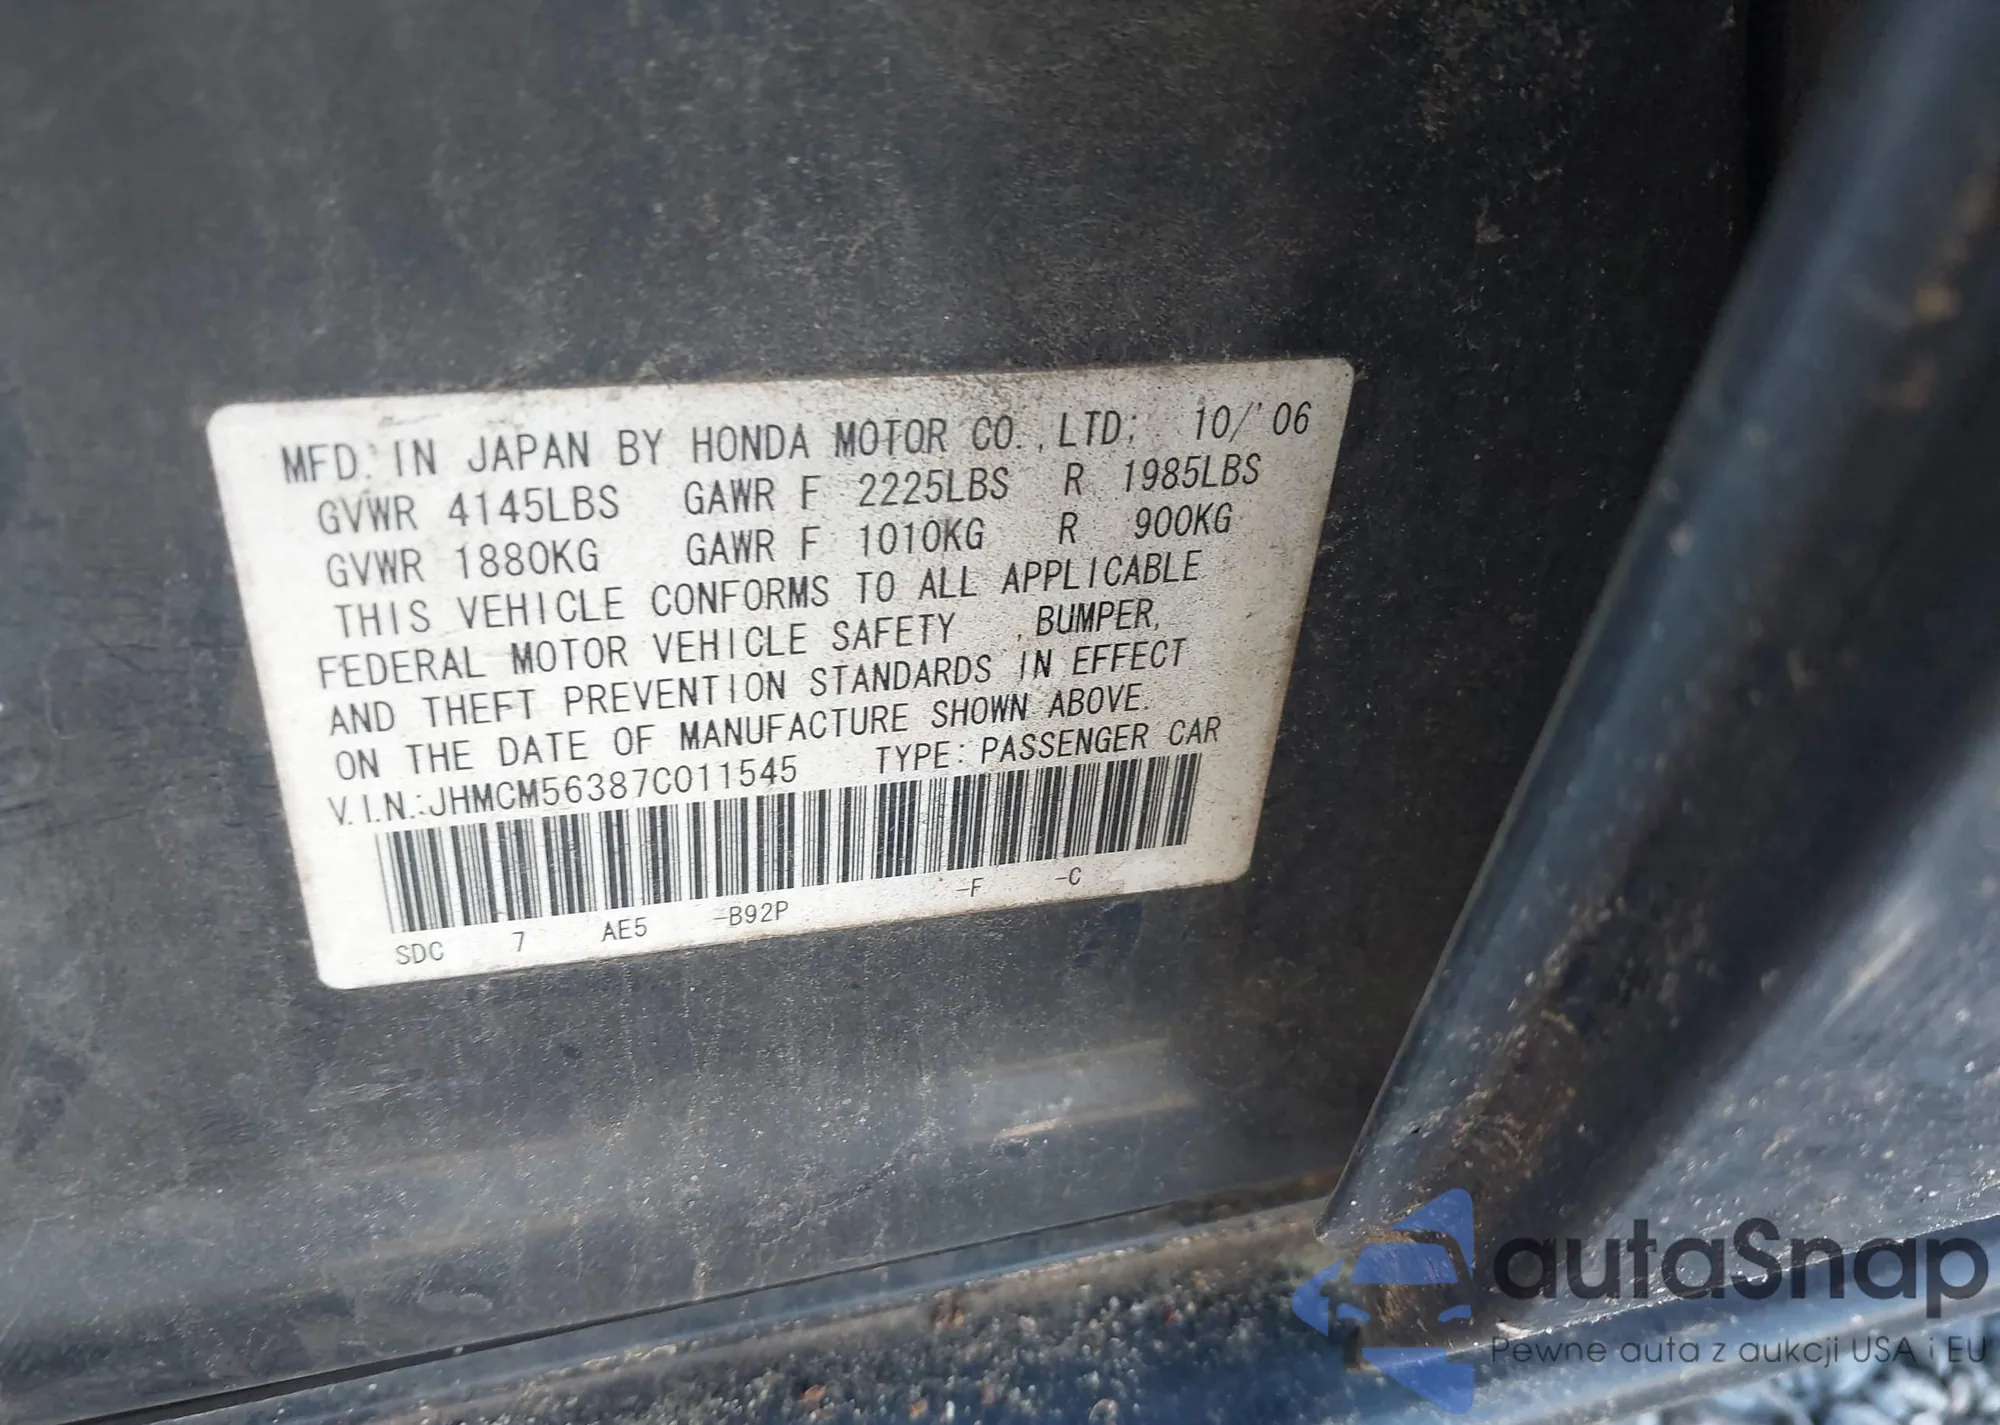 MFD. IN JAPAN BY HONDA MOTOR CO., LTD; 10/'06
GVWR 4145LBS GAWR F 2225LBS R 1985LBS
GVWR 1880KG GAWR F 1010KG R 900KG
THIS VEHICLE CONFORMS TO ALL APPLICABLE
FEDERAL MOTOR VEHICLE SAFETY , BUMPER,
AND THEFT PREVENTION STANDARDS IN EFFECT
ON THE DATE OF MANUFACTURE SHOWN ABOVE.
V.I.N.:JHMCM56387C011545 TYPE: PASSENGER CAR
SDC 7 AE5 -B92P -F -C
autaSnap
Pewne auta z aukcji USA i EU